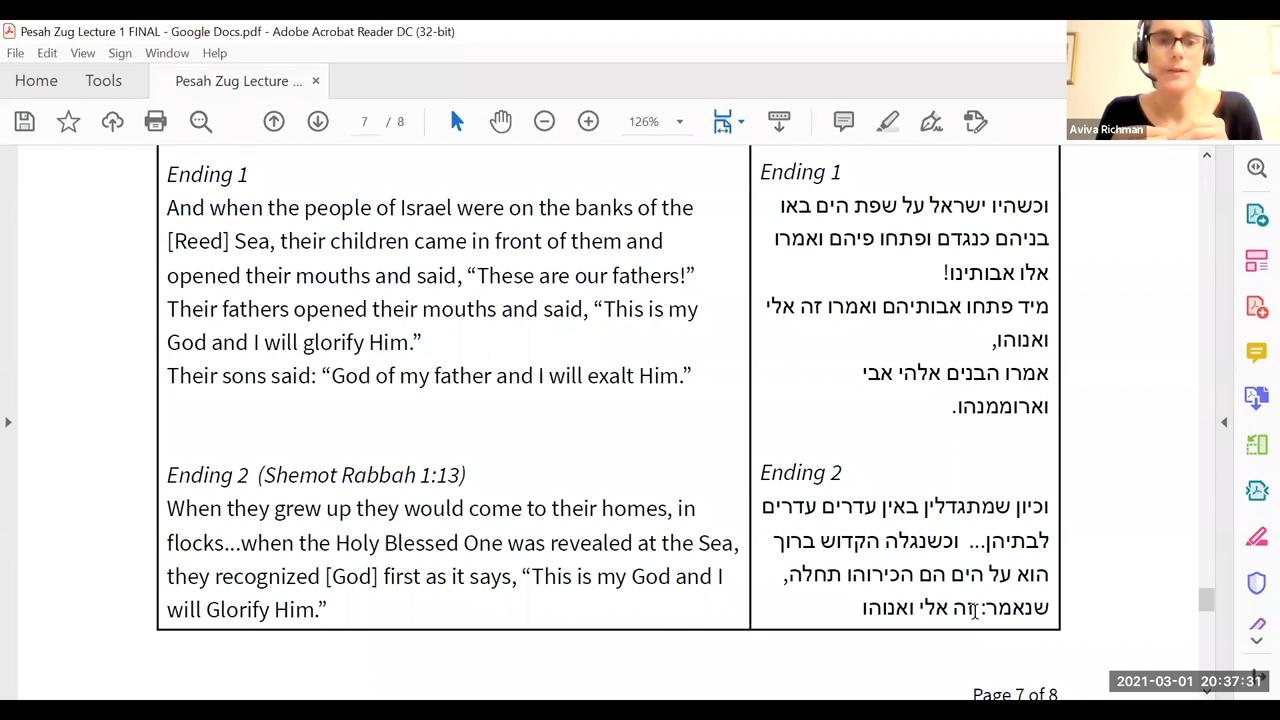 Pesah Zug Lecture 1 FINAL - Google Docs.pdf - Adobe Acrobat Reader DC (32-bit)
File Edit View Sign Window Help
Home Tools Pesah Zug Lecture ... ×
7 / 8 126%
Aviva Richman
Ending 1
And when the people of Israel were on the banks of the
[Reed] Sea, their children came in front of them and
opened their mouths and said, “These are our fathers!”
Their fathers opened their mouths and said, “This is my
God and I will glorify Him.”
Their sons said: “God of my father and I will exalt Him.”
Ending 2 (Shemot Rabbah 1:13)
When they grew up they would come to their homes, in
flocks...when the Holy Blessed One was revealed at the Sea,
they recognized [God] first as it says, “This is my God and I
will Glorify Him.”
Ending 1
וכשהיו ישראל על שפת הים באו
בניהם כנגדם ופתחו פיהם ואמרו
אלו אבותינו!
מיד פתחו אבותיהם ואמרו זה אלי
ואנוהו,
אמרו הבנים אלהי אבי
וארוממנהו.
Ending 2
וכיון שמתגדלין באין עדרים עדרים
לבתיהן... וכשנגלה הקדוש ברוך
הוא על הים הם הכירוהו תחלה,
שנאמר: זה אלי ואנוהו
Page 7 of 8
2021-03-01 20:37:31